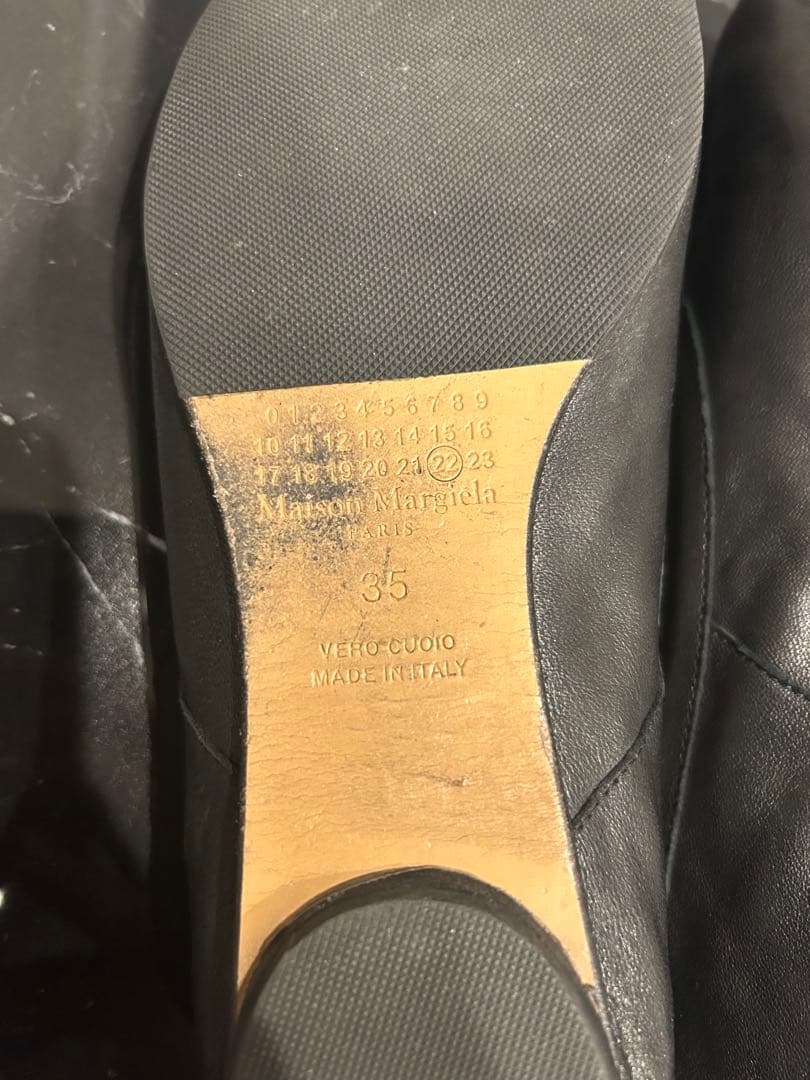 0 1 2 3 4 5 6 7 8 9
10 11 12 13 14 15 16
17 18 19 20 21 22 23
Maison Margiela
PARIS
35
VERO CUOIO
MADE IN ITALY